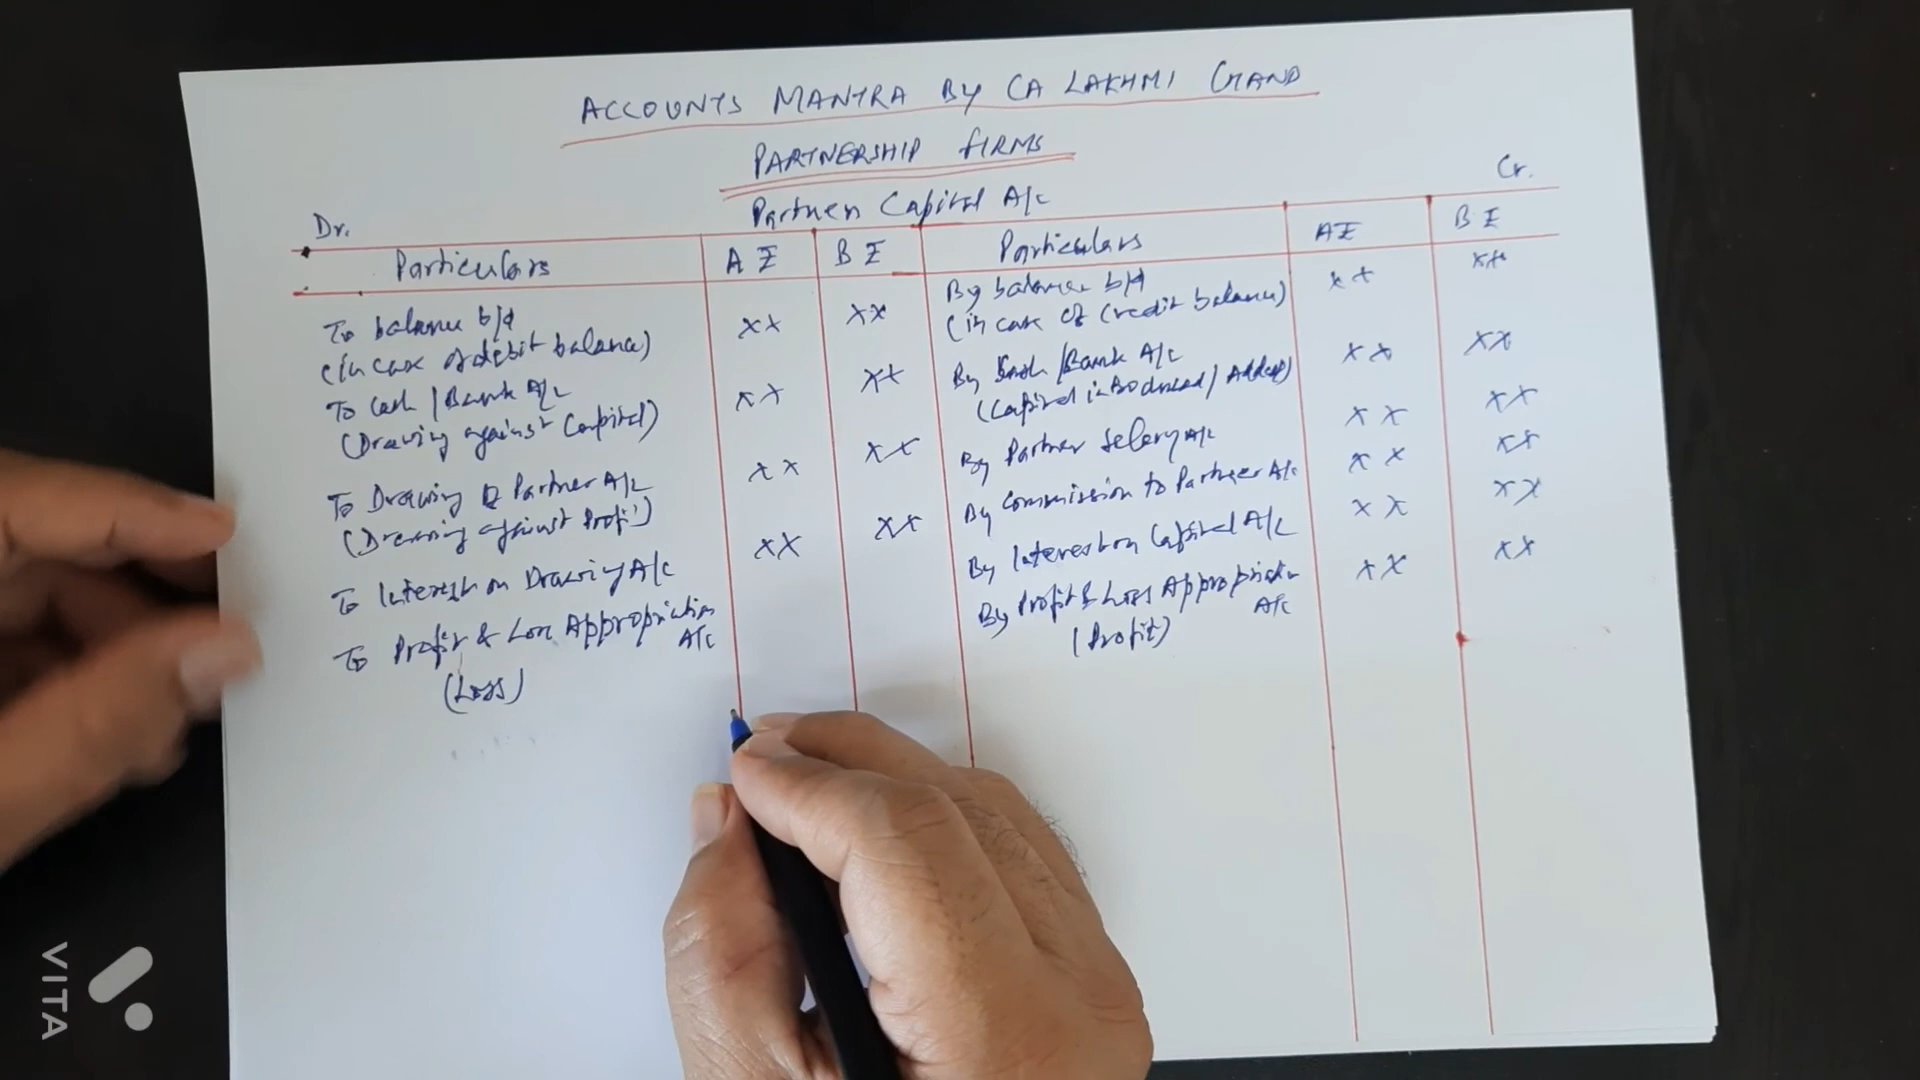 ACCOUNTS MANTRA BY CA LAKHMI CHAND
PARTNERSHIP FIRMS
Partner Capital A/c
Dr.
Cr.
Particulars A ₹ B ₹ Particulars A ₹ B ₹
To balance b/d xx xx
(in case of debit balance)
To Cash / Bank A/c xx xx
(Drawing against Capital)
To Drawing Partner A/c xx xx
(Drawing against Profit)
To Interest on Drawing A/c xx xx
To Profit & Loss Appropriation
A/c
(Loss)
By balance b/d xx xx
(in case of Credit balance)
By Cash / Bank A/c xx xx
(Capital introduced / Added)
By Partner Salary A/c xx xx
By Commission to Partner A/c xx xx
By Interest on Capital A/c xx xx
By Profit & Loss Appropriation xx xx
A/c
(Profit)
VITA